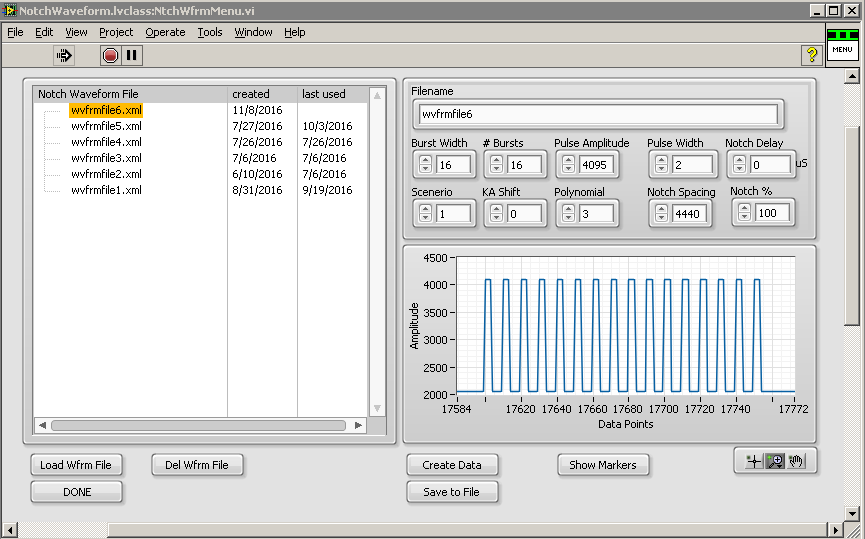 NotchWaveform.lvclass:NtchWfrmMenu.vi
File Edit View Project Operate Tools Window Help
?
MENU
Notch Waveform File created last used
wvfrmfile6.xml 11/8/2016
wvfrmfile5.xml 7/27/2016 10/3/2016
wvfrmfile4.xml 7/26/2016 7/26/2016
wvfrmfile3.xml 7/6/2016 7/6/2016
wvfrmfile2.xml 6/10/2016 7/6/2016
wvfrmfile1.xml 8/31/2016 9/19/2016
Filename
wvfrmfile6
Burst Width # Bursts Pulse Amplitude Pulse Width Notch Delay
16 16 4095 2 0 uS
Scenerio KA Shift Polynomial Notch Spacing Notch %
1 0 3 4440 100
4500
4000
3500
3000
2500
2000
Amplitude
17584 17620 17640 17660 17680 17700 17720 17740 17772
Data Points
Load Wfrm File Del Wfrm File Create Data Show Markers
DONE Save to File